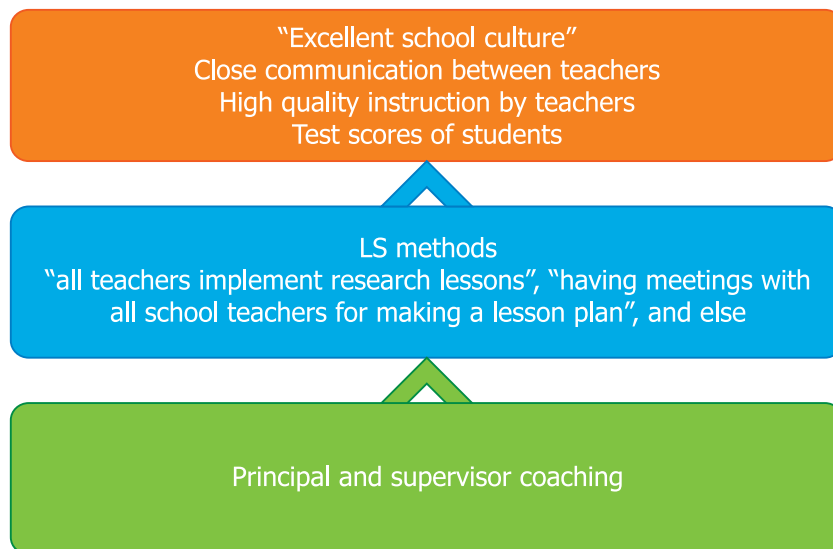 “Excellent school culture”
Close communication between teachers
High quality instruction by teachers
Test scores of students
LS methods
“all teachers implement research lessons”, “having meetings with
all school teachers for making a lesson plan”, and else
Principal and supervisor coaching